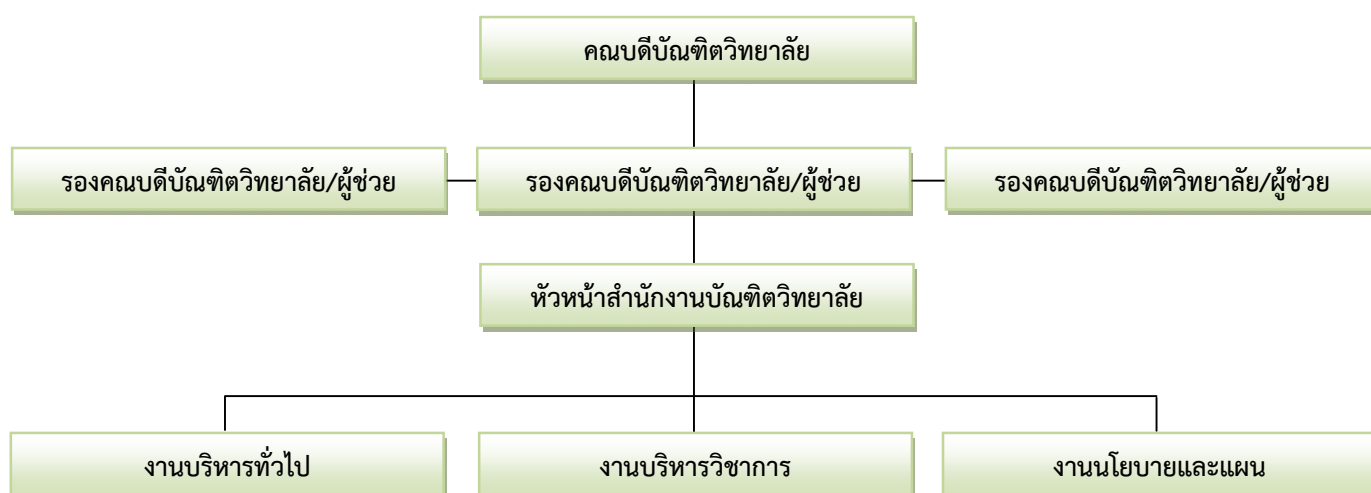 คณบดีบัณฑิตวิทยาลัย
รองคณบดีบัณฑิตวิทยาลัย/ผู้ช่วย
รองคณบดีบัณฑิตวิทยาลัย/ผู้ช่วย
รองคณบดีบัณฑิตวิทยาลัย/ผู้ช่วย
หัวหน้าสำนักงานบัณฑิตวิทยาลัย
งานบริหารทั่วไป
งานบริหารวิชาการ
งานนโยบายและแผน